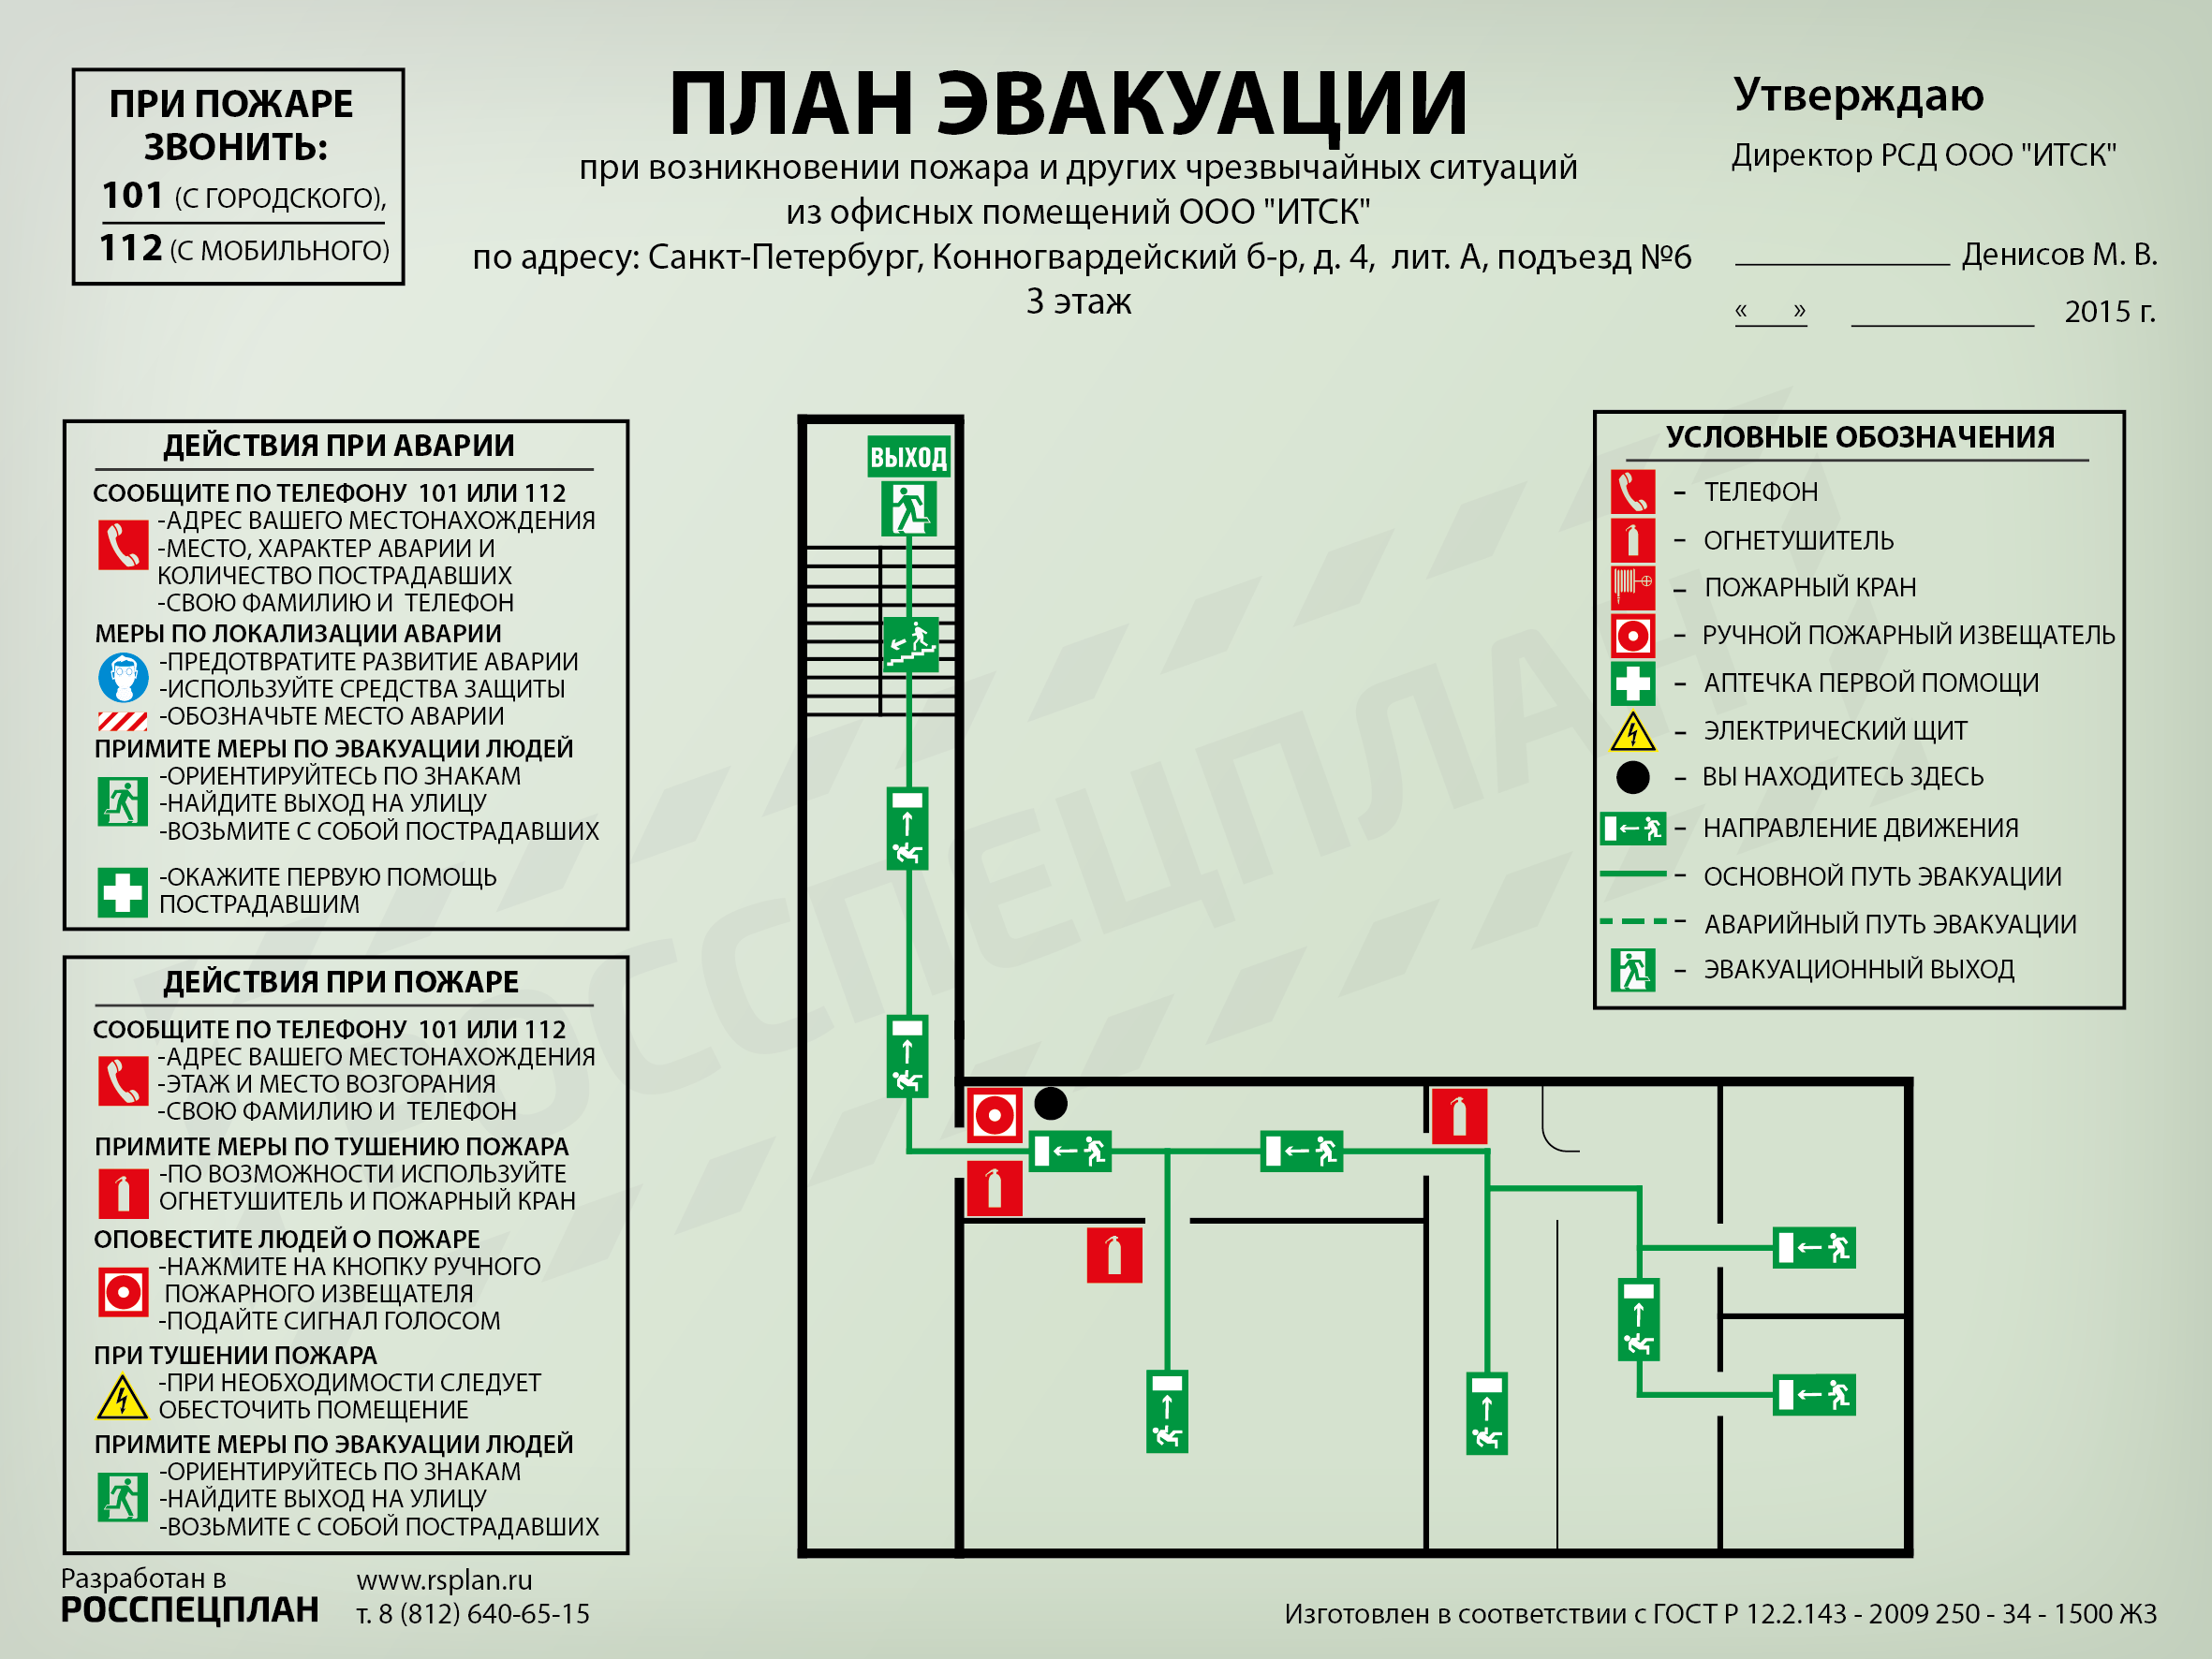 ПРИ ПОЖАРЕ
ЗВОНИТЬ:
101 (С ГОРОДСКОГО),
112 (С МОБИЛЬНОГО)
ПЛАН ЭВАКУАЦИИ
при возникновении пожара и других чрезвычайных ситуаций
из офисных помещений ООО "ИТСК"
по адресу: Санкт-Петербург, Конногвардейский б-р, д. 4, лит. А, подъезд №6
3 этаж
Утверждаю
Директор РСД ООО "ИТСК"
Денисов М. В.
« » 2015 г.
ДЕЙСТВИЯ ПРИ АВАРИИ
СООБЩИТЕ ПО ТЕЛЕФОНУ 101 ИЛИ 112
-АДРЕС ВАШЕГО МЕСТОНАХОЖДЕНИЯ
-МЕСТО, ХАРАКТЕР АВАРИИ И
КОЛИЧЕСТВО ПОСТРАДАВШИХ
-СВОЮ ФАМИЛИЮ И ТЕЛЕФОН
МЕРЫ ПО ЛОКАЛИЗАЦИИ АВАРИИ
-ПРЕДОТВРАТИТЕ РАЗВИТИЕ АВАРИИ
-ИСПОЛЬЗУЙТЕ СРЕДСТВА ЗАЩИТЫ
-ОБОЗНАЧЬТЕ МЕСТО АВАРИИ
ПРИМИТЕ МЕРЫ ПО ЭВАКУАЦИИ ЛЮДЕЙ
-ОРИЕНТИРУЙТЕСЬ ПО ЗНАКАМ
-НАЙДИТЕ ВЫХОД НА УЛИЦУ
-ВОЗЬМИТЕ С СОБОЙ ПОСТРАДАВШИХ
-ОКАЖИТЕ ПЕРВУЮ ПОМОЩЬ
ПОСТРАДАВШИМ
ДЕЙСТВИЯ ПРИ ПОЖАРЕ
СООБЩИТЕ ПО ТЕЛЕФОНУ 101 ИЛИ 112
-АДРЕС ВАШЕГО МЕСТОНАХОЖДЕНИЯ
-ЭТАЖ И МЕСТО ВОЗГОРАНИЯ
-СВОЮ ФАМИЛИЮ И ТЕЛЕФОН
ПРИМИТЕ МЕРЫ ПО ТУШЕНИЮ ПОЖАРА
-ПО ВОЗМОЖНОСТИ ИСПОЛЬЗУЙТЕ
ОГНЕТУШИТЕЛЬ И ПОЖАРНЫЙ КРАН
ОПОВЕСТИТЕ ЛЮДЕЙ О ПОЖАРЕ
-НАЖМИТЕ НА КНОПКУ РУЧНОГО
ПОЖАРНОГО ИЗВЕЩАТЕЛЯ
-ПОДАЙТЕ СИГНАЛ ГОЛОСОМ
ПРИ ТУШЕНИИ ПОЖАРА
-ПРИ НЕОБХОДИМОСТИ СЛЕДУЕТ
ОБЕСТОЧИТЬ ПОМЕЩЕНИЕ
ПРИМИТЕ МЕРЫ ПО ЭВАКУАЦИИ ЛЮДЕЙ
-ОРИЕНТИРУЙТЕСЬ ПО ЗНАКАМ
-НАЙДИТЕ ВЫХОД НА УЛИЦУ
-ВОЗЬМИТЕ С СОБОЙ ПОСТРАДАВШИХ
ВЫХОД
РОССПЕЦПЛАН
УСЛОВНЫЕ ОБОЗНАЧЕНИЯ
– ТЕЛЕФОН
– ОГНЕТУШИТЕЛЬ
– ПОЖАРНЫЙ КРАН
– РУЧНОЙ ПОЖАРНЫЙ ИЗВЕЩАТЕЛЬ
– АПТЕЧКА ПЕРВОЙ ПОМОЩИ
– ЭЛЕКТРИЧЕСКИЙ ЩИТ
– ВЫ НАХОДИТЕСЬ ЗДЕСЬ
– НАПРАВЛЕНИЕ ДВИЖЕНИЯ
– ОСНОВНОЙ ПУТЬ ЭВАКУАЦИИ
– АВАРИЙНЫЙ ПУТЬ ЭВАКУАЦИИ
– ЭВАКУАЦИОННЫЙ ВЫХОД
Разработан в
РОССПЕЦПЛАН
www.rsplan.ru
т. 8 (812) 640-65-15
Изготовлен в соответствии с ГОСТ Р 12.2.143 - 2009 250 - 34 - 1500 ЖЗ